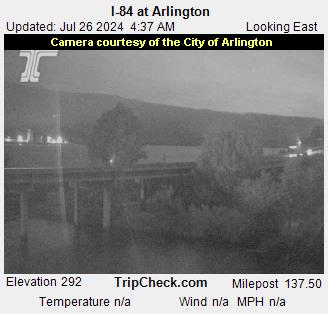 I-84 at Arlington
Updated: Jul 26 2024 4:37 AM Looking East
Camera courtesy of the City of Arlington
Elevation 292 TripCheck.com Milepost 137.50
Temperature n/a Wind n/a MPH n/a